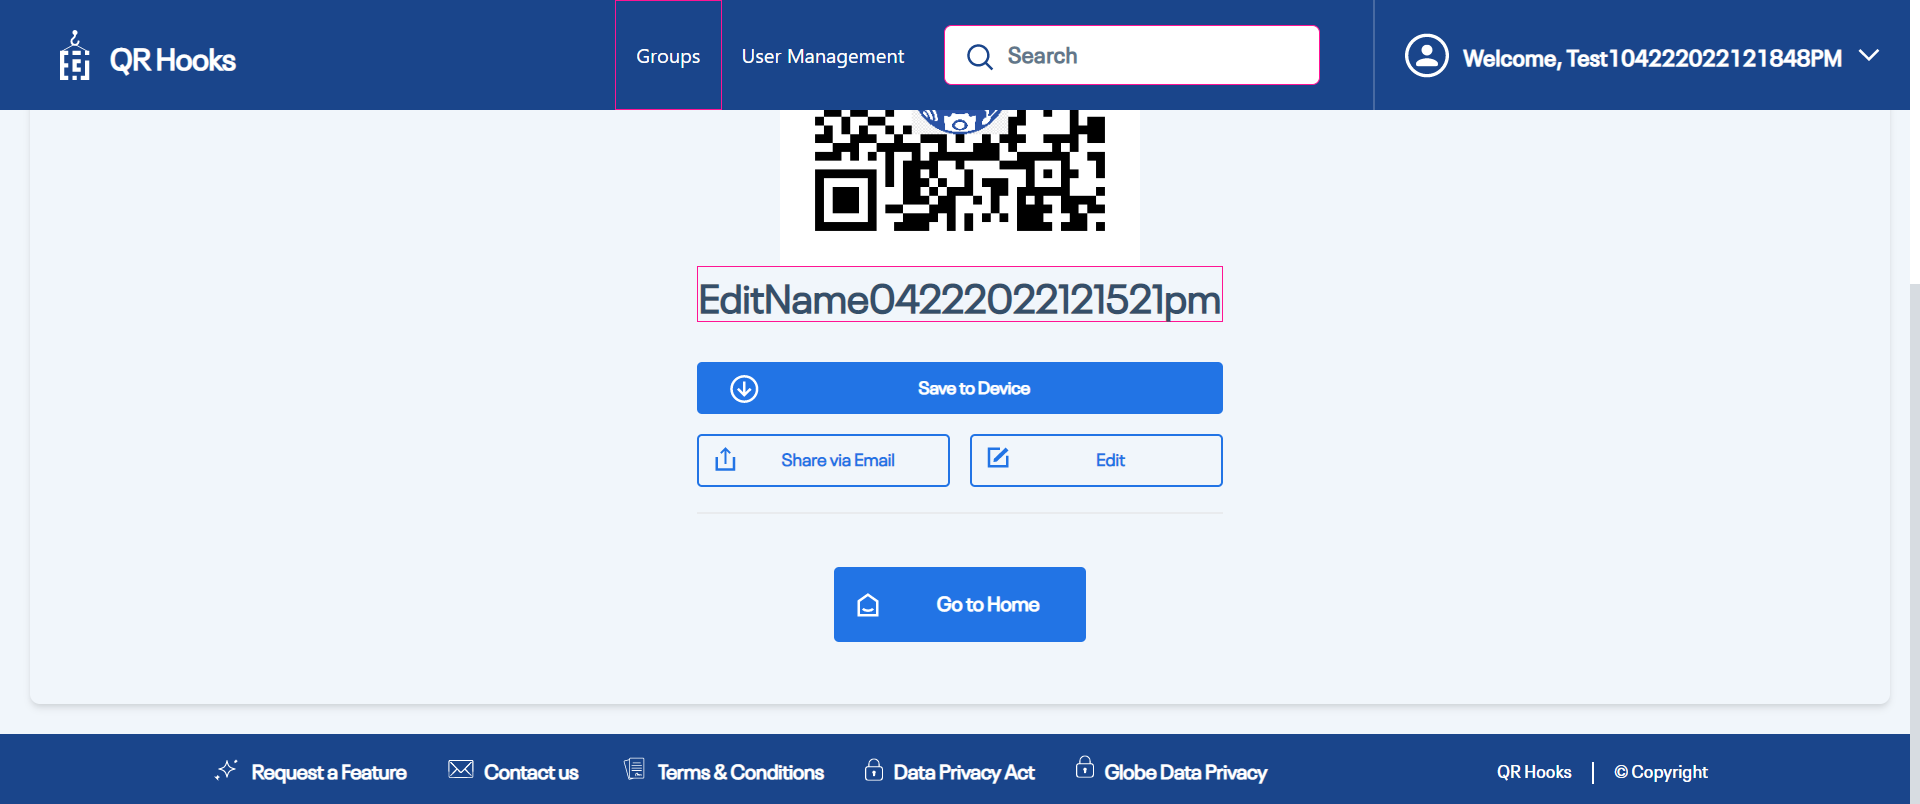 QR Hooks
Groups
User Management
Search
Welcome, Test104222022121848PM
EditName04222022121521pm
Save to Device
Share via Email
Edit
Go to Home
Request a Feature
Contact us
Terms & Conditions
Data Privacy Act
Globe Data Privacy
QR Hooks
© Copyright